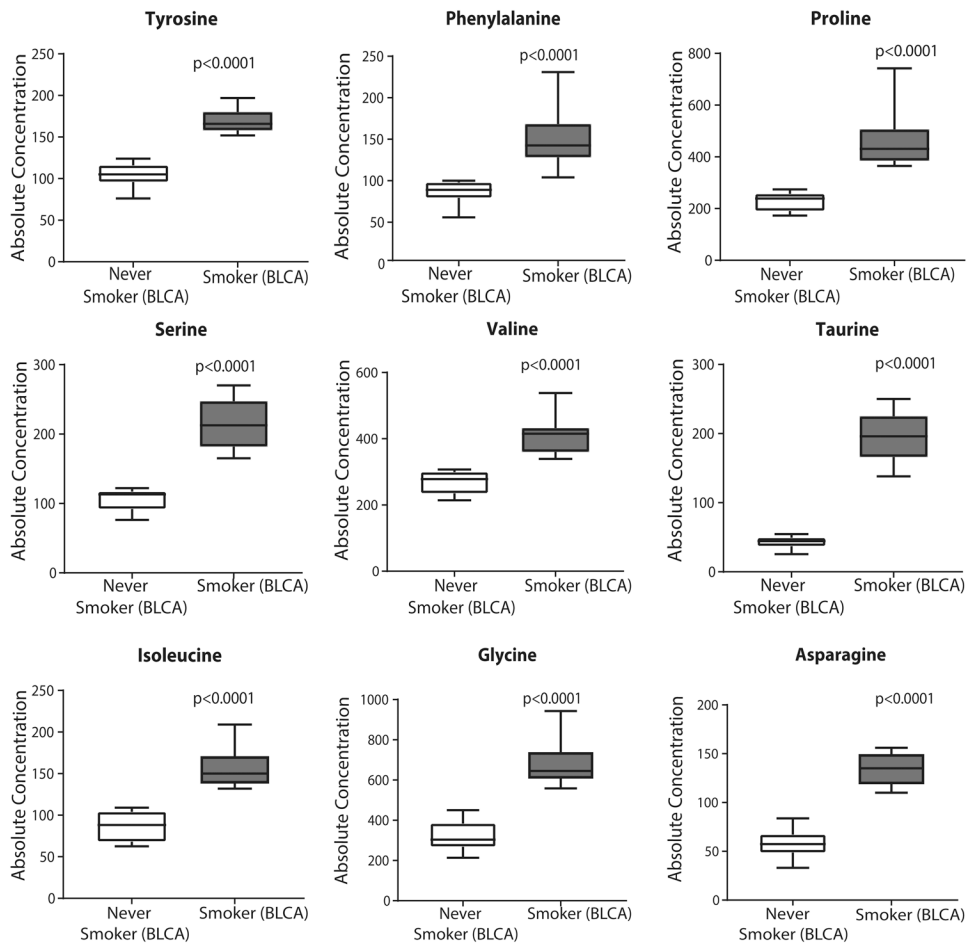 Tyrosine
Absolute Concentration
250
200
150
100
50
0
p<0.0001
Never
Smoker (BLCA)
Smoker (BLCA)
Phenylalanine
Absolute Concentration
250
200
150
100
50
0
p<0.0001
Never
Smoker (BLCA)
Smoker (BLCA)
Proline
Absolute Concentration
800
600
400
200
0
p<0.0001
Never
Smoker (BLCA)
Smoker (BLCA)
Serine
Absolute Concentration
300
200
100
0
p<0.0001
Never
Smoker (BLCA)
Smoker (BLCA)
Valine
Absolute Concentration
600
400
200
0
p<0.0001
Never
Smoker (BLCA)
Smoker (BLCA)
Taurine
Absolute Concentration
300
200
100
50
0
p<0.0001
Never
Smoker (BLCA)
Smoker (BLCA)
Isoleucine
Absolute Concentration
250
200
150
100
50
0
p<0.0001
Never
Smoker (BLCA)
Smoker (BLCA)
Glycine
Absolute Concentration
1000
800
600
400
200
0
p<0.0001
Never
Smoker (BLCA)
Smoker (BLCA)
Asparagine
Absolute Concentration
200
150
100
50
0
p<0.0001
Never
Smoker (BLCA)
Smoker (BLCA)